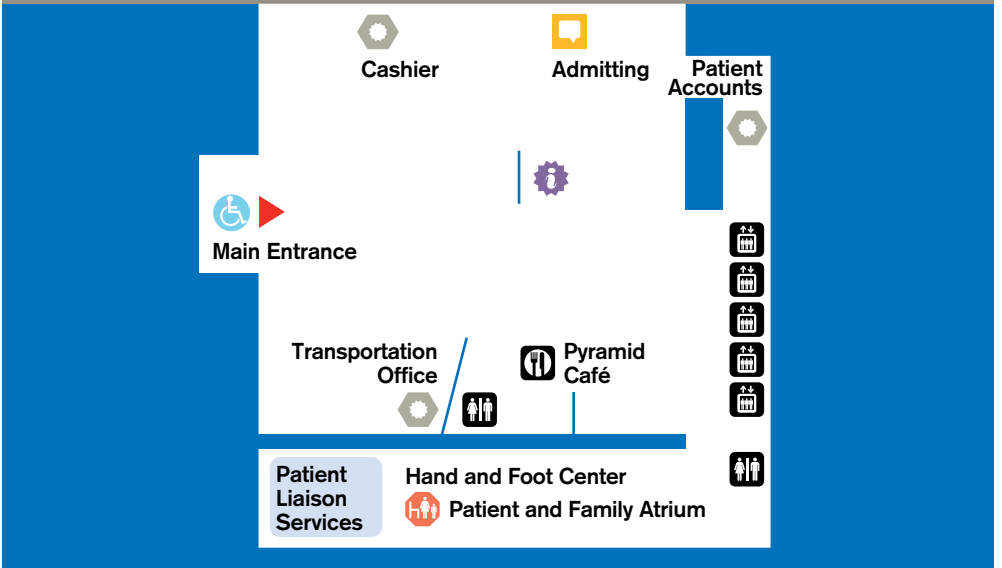 Cashier
Admitting
Patient
Accounts
Main Entrance
Transportation
Office
Pyramid
Café
Patient
Liaison
Services
Hand and Foot Center
Patient and Family Atrium